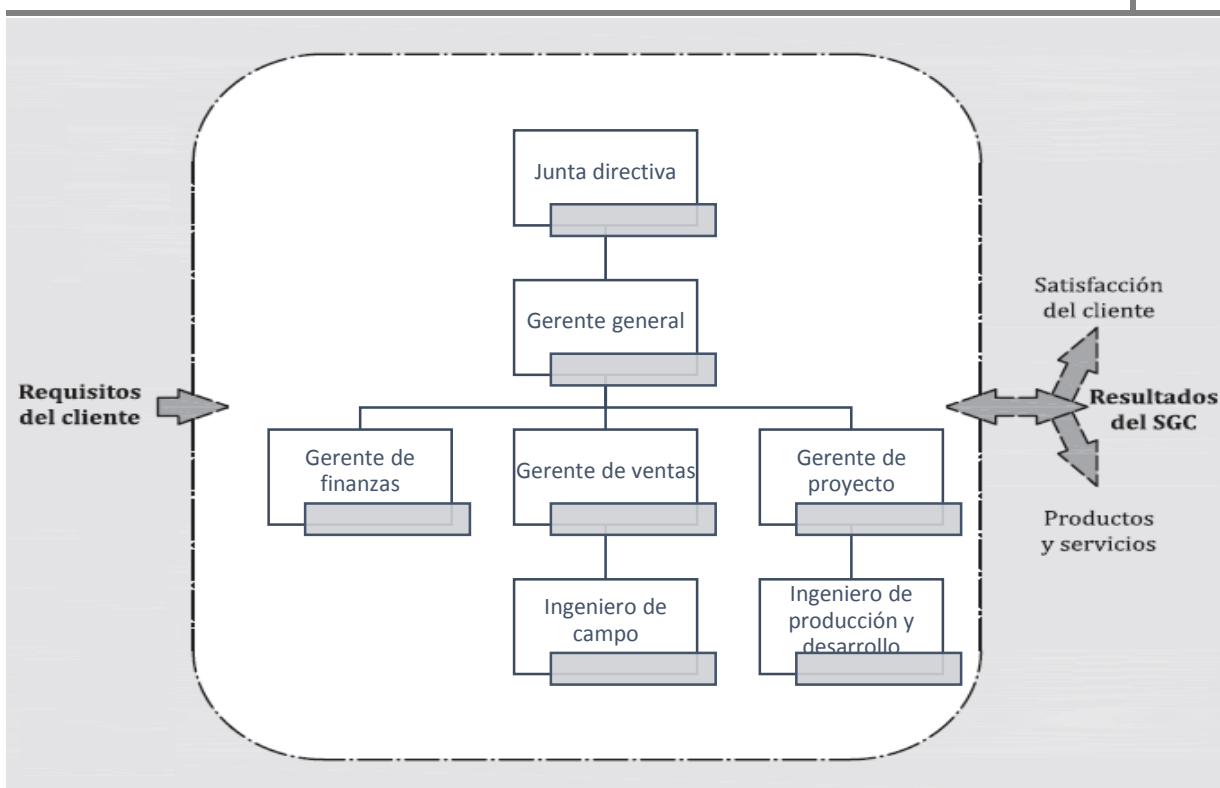 Junta directiva
Gerente general
Requisitos
del cliente
Gerente de
finanzas
Gerente de ventas
Gerente de
proyecto
Ingeniero de
campo
Ingeniero de
producción y
desarrollo
Satisfacción
del cliente
Resultados
del SGC
Productos
y servicios